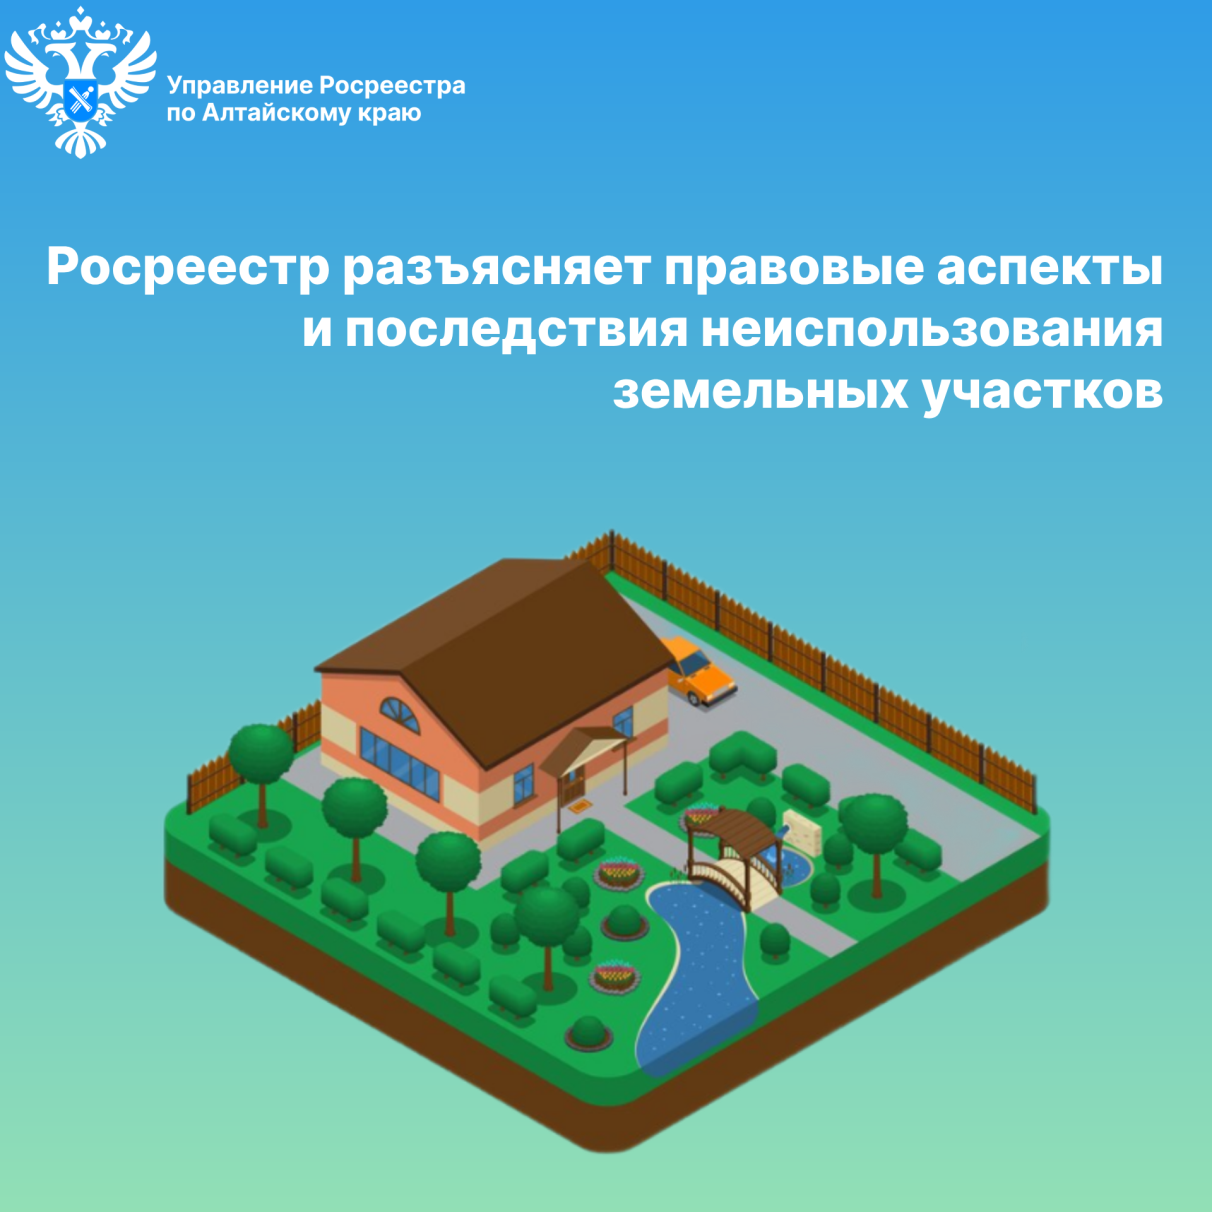 Управление Росреестра
по Алтайскому краю
Росреестр разъясняет правовые аспекты
и последствия неиспользования
земельных участков